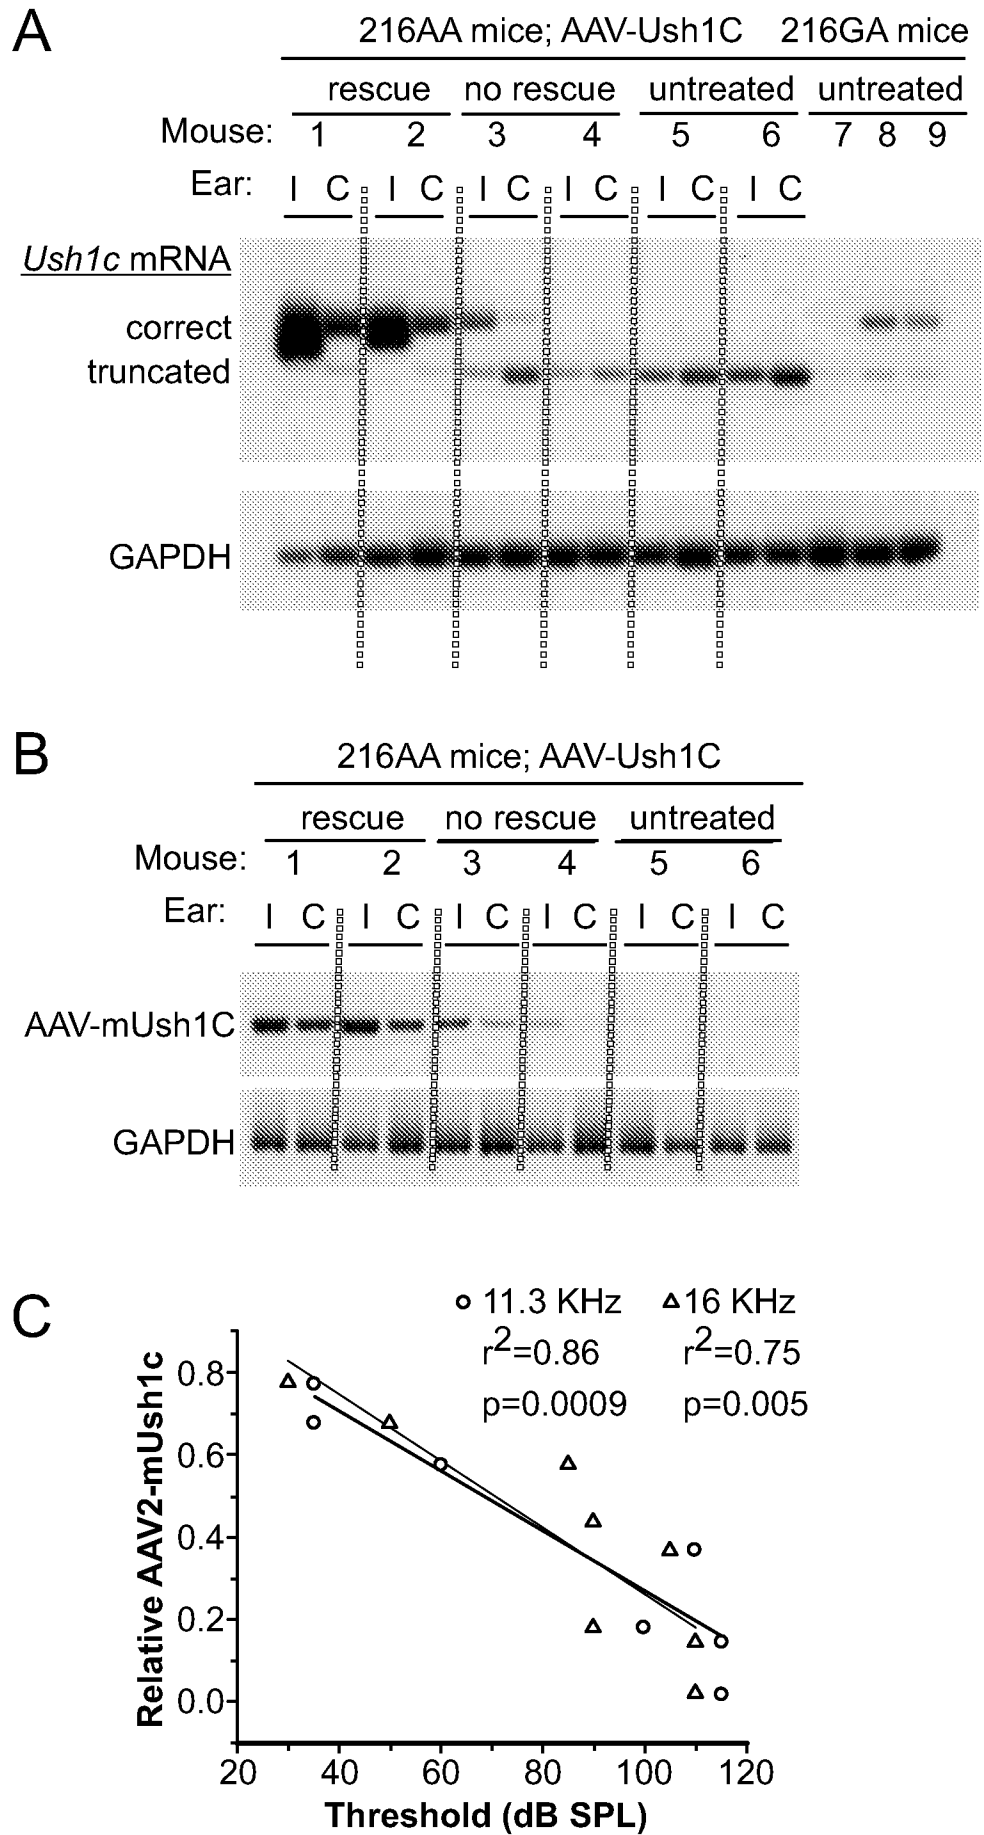 A
216AA mice; AAV-Ush1C 216GA mice
rescue no rescue untreated untreated
Mouse: 1 2 3 4 5 6 7 8 9
Ear: I C I C I C I C I C I C
Ush1c mRNA
correct
truncated
GAPDH
B
216AA mice; AAV-Ush1C
rescue no rescue untreated
Mouse: 1 2 3 4 5 6
Ear: I C I C I C I C I C I C
AAV-mUsh1C
GAPDH
C
11.3 KHz 16 KHz
r2=0.86 r2=0.75
p=0.0009 p=0.005
Relative AAV2-mUsh1c
0.8
0.6
0.4
0.2
0.0
20 40 60 80 100 120
Threshold (dB SPL)